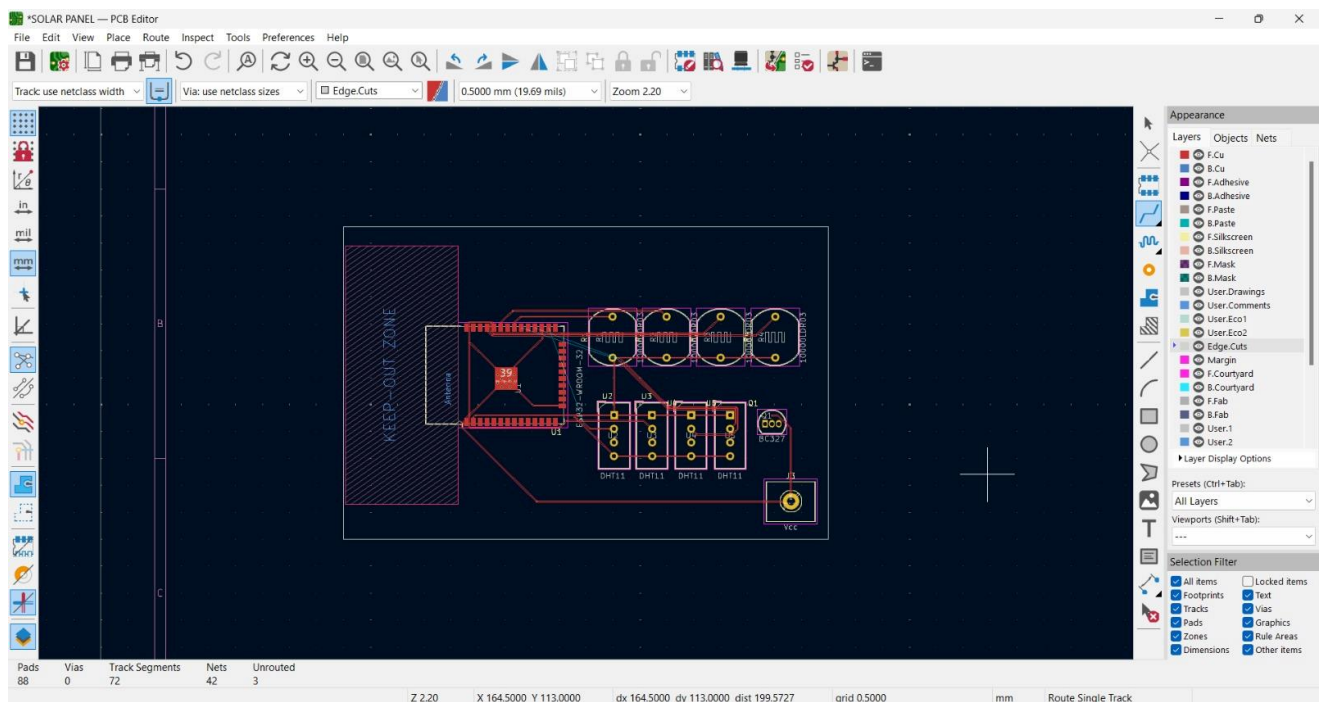 *SOLAR PANEL — PCB Editor
File Edit View Place Route Inspect Tools Preferences Help
Track: use netclass width Via: use netclass sizes Edge.Cuts 0.5000 mm (19.69 mils) Zoom 2.20
in
mil
mm
B
C
KEEP-OUT ZONE
Antenna
39
U1
ESP32-WROOM-32
U1
U2
U3
Q1
Q1
BC327
DHT11 DHT11 DHT11 DHT11
J3
Vcc
Appearance
Layers Objects Nets
F.Cu
B.Cu
F.Adhesive
B.Adhesive
F.Paste
B.Paste
F.Silkscreen
B.Silkscreen
F.Mask
B.Mask
User.Drawings
User.Comments
User.Eco1
User.Eco2
Edge.Cuts
Margin
F.Courtyard
B.Courtyard
F.Fab
B.Fab
User.1
User.2
Layer Display Options
Presets (Ctrl+Tab):
All Layers
Viewports (Shift+Tab):
---
Selection Filter
All items Locked items
Footprints Text
Tracks Vias
Pads Graphics
Zones Rule Areas
Dimensions Other items
Pads Vias Track Segments Nets Unrouted
88 0 72 42 3
Z 2.20 X 164.5000 Y 113.0000 dx 164.5000 dy 113.0000 dist 199.5727 grid 0.5000 mm Route Single Track